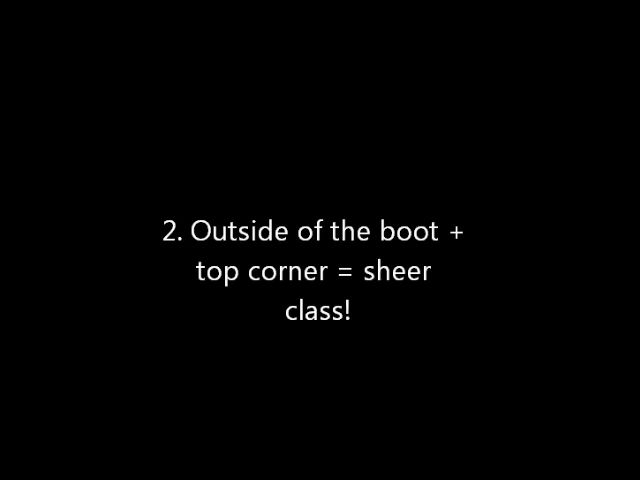 2. Outside of the boot +
top corner = sheer
class!